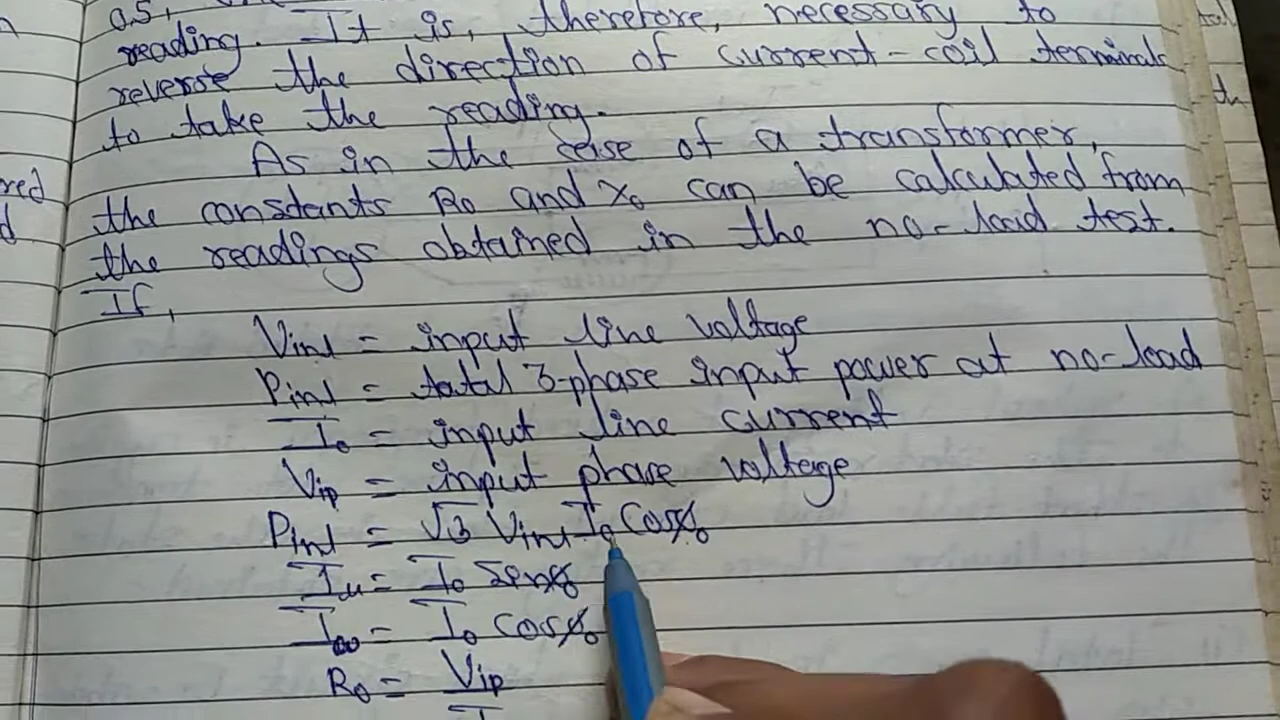 0.5,
reading. It is, therefore, necessary to
reverse the direction of current-coil terminals
to take the reading.
As in the case of a transformer,
the constants R₀ and X₀ can be calculated from
the readings obtained in the no-load test.
If,
Vinl = input line voltage
Pinl = total 3-phase input power at no-load
I₀ = input line current
Vip = input phase voltage
Pinl = √3 Vinl I₀ Cosϕ₀
Iμ = I₀ Sinϕ₀
Iω = I₀ Cosϕ₀
R₀ = Vip